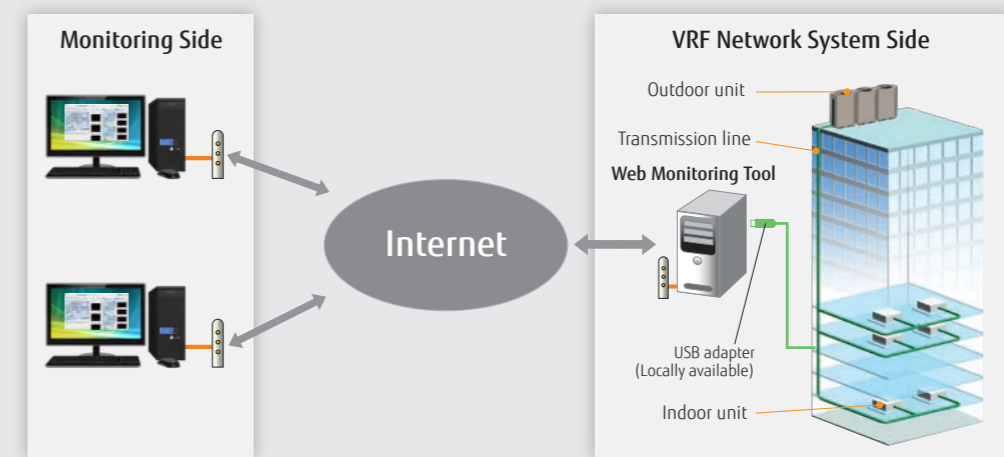 Monitoring Side
VRF Network System Side
Outdoor unit
Transmission line
Web Monitoring Tool
Internet
USB adapter
(Locally available)
Indoor unit